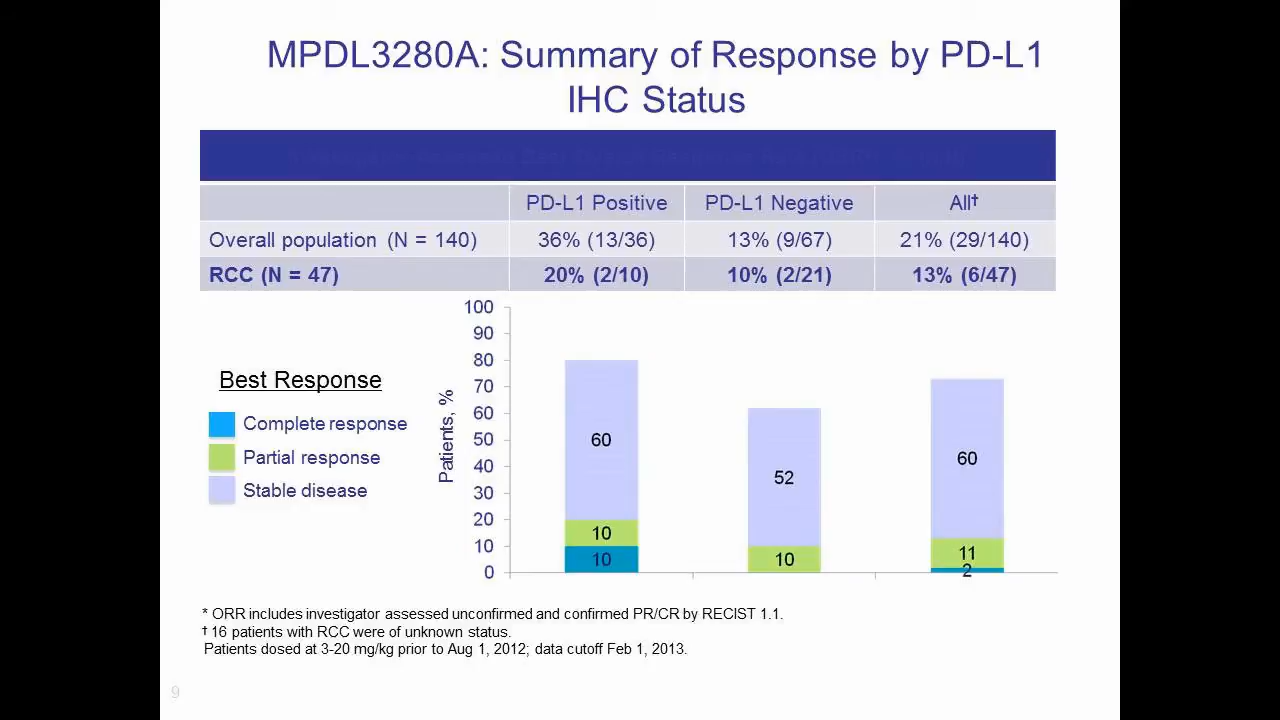 MPDL3280A: Summary of Response by PD-L1
IHC Status
PD-L1 Positive PD-L1 Negative All†
Overall population (N = 140) 36% (13/36) 13% (9/67) 21% (29/140)
RCC (N = 47) 20% (2/10) 10% (2/21) 13% (6/47)
Best Response
Complete response
Partial response
Stable disease
Patients, %
100
90
80
70
60
50
40
30
20
10
0
60
10
10
52
10
60
11
2
* ORR includes investigator assessed unconfirmed and confirmed PR/CR by RECIST 1.1.
† 16 patients with RCC were of unknown status.
Patients dosed at 3-20 mg/kg prior to Aug 1, 2012; data cutoff Feb 1, 2013.
9